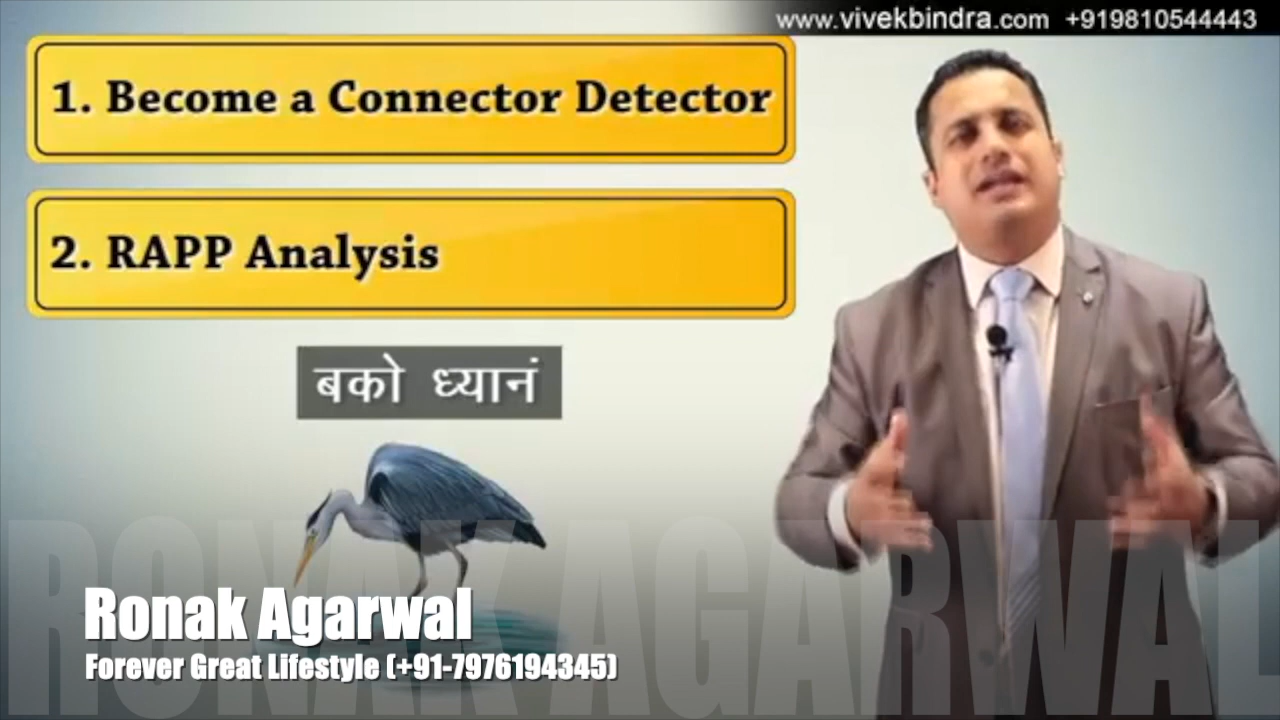 www.vivekbindra.com +919810544443
1. Become a Connector Detector
2. RAPP Analysis
बको ध्यानं
RONAK AGARWAL
Ronak Agarwal
Forever Great Lifestyle (+91-7976194345)